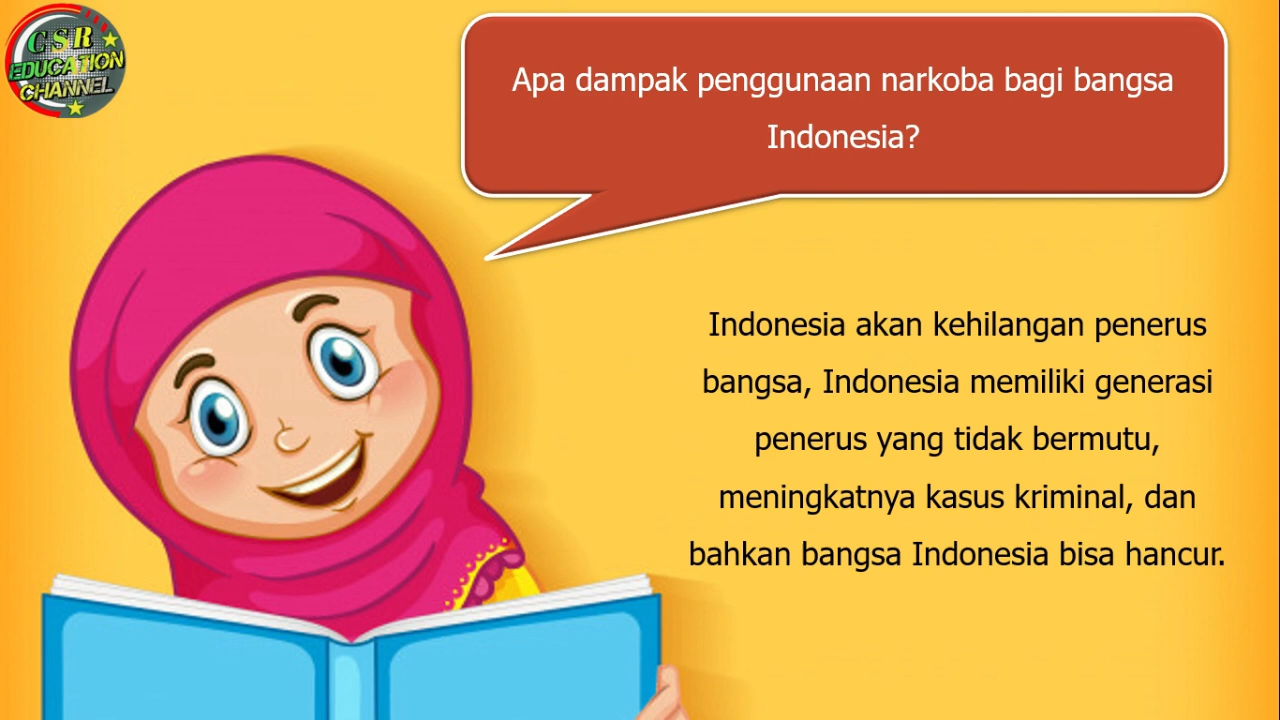 CSR
EDUCATION
CHANNEL
Apa dampak penggunaan narkoba bagi bangsa
Indonesia?
Indonesia akan kehilangan penerus
bangsa, Indonesia memiliki generasi
penerus yang tidak bermutu,
meningkatnya kasus kriminal, dan
bahkan bangsa Indonesia bisa hancur.